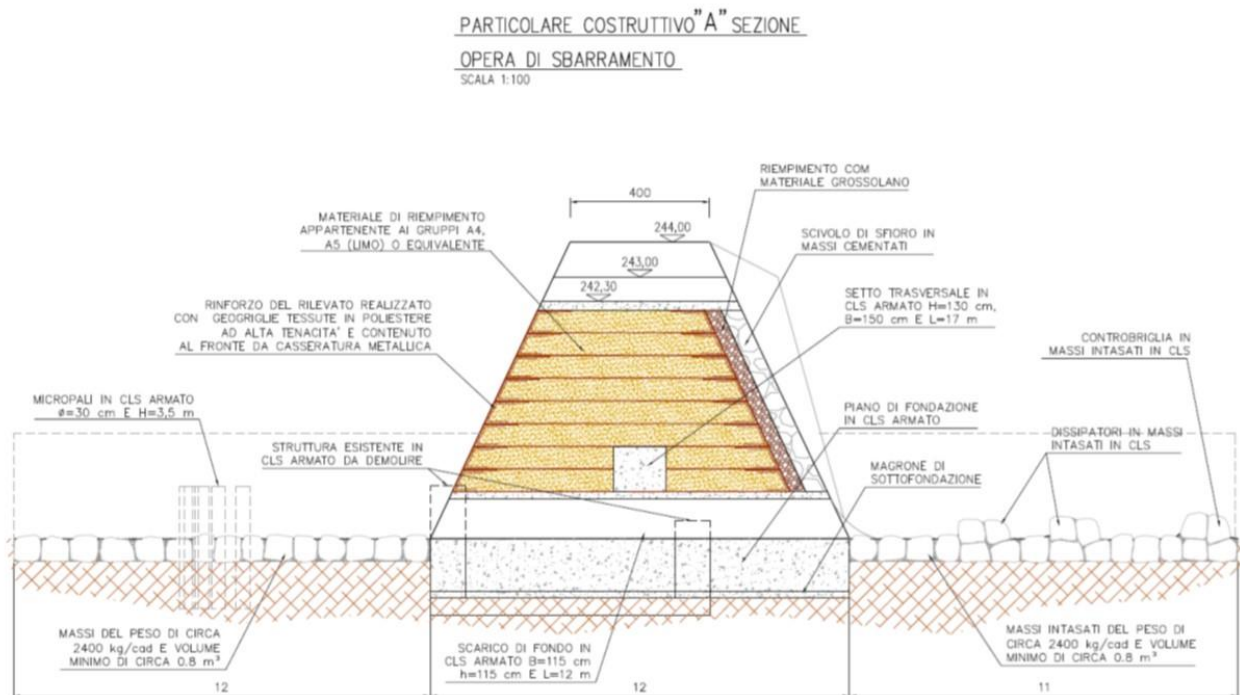 PARTICOLARE COSTRUTTIVO"A" SEZIONE
OPERA DI SBARRAMENTO
SCALA 1:100
RIEMPIMENTO COM
MATERIALE GROSSOLANO
400
MATERIALE DI RIEMPIMENTO
APPARTENENTE AI GRUPPI A4,
A5 (LIMO) O EQUIVALENTE
244,00
SCIVOLO DI SFIORO IN
MASSI CEMENTATI
243,00
242,30
SETTO TRASVERSALE IN
CLS ARMATO H=130 cm,
B=150 cm E L=17 m
RINFORZO DEL RILEVATO REALIZZATO
CON GEOGRIGLIE TESSUTE IN POLIESTERE
AD ALTA TENACITA' E CONTENUTO
AL FRONTE DA CASSERATURA METALLICA
CONTROBRIGLIA IN
MASSI INTASATI IN CLS
MICROPALI IN CLS ARMATO
ø=30 cm E H=3,5 m
PIANO DI FONDAZIONE
IN CLS ARMATO
STRUTTURA ESISTENTE IN
CLS ARMATO DA DEMOLIRE
DISSIPATORI IN MASSI
INTASATI IN CLS
MAGRONE DI
SOTTOFONDAZIONE
MASSI DEL PESO DI CIRCA
2400 kg/cad E VOLUME
MINIMO DI CIRCA 0.8 m³
SCARICO DI FONDO IN
CLS ARMATO B=115 cm
h=115 cm E L=12 m
MASSI INTASATI DEL PESO DI
CIRCA 2400 kg/cad E VOLUME
MINIMO DI CIRCA 0.8 m³
12
12
11